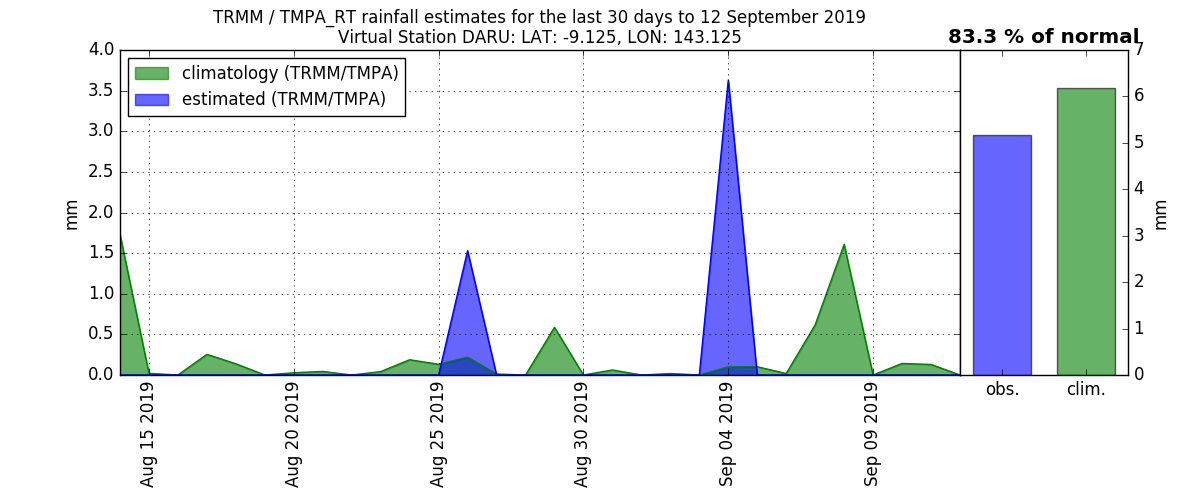 TRMM / TMPA_RT rainfall estimates for the last 30 days to 12 September 2019
Virtual Station DARU: LAT: -9.125, LON: 143.125
83.3 % of normal
climatology (TRMM/TMPA)
estimated (TRMM/TMPA)
mm
4.0
3.5
3.0
2.5
2.0
1.5
1.0
0.5
0.0
Aug 15 2019
Aug 20 2019
Aug 25 2019
Aug 30 2019
Sep 04 2019
Sep 09 2019
obs.
clim.
7
6
5
4
3
2
1
0
mm